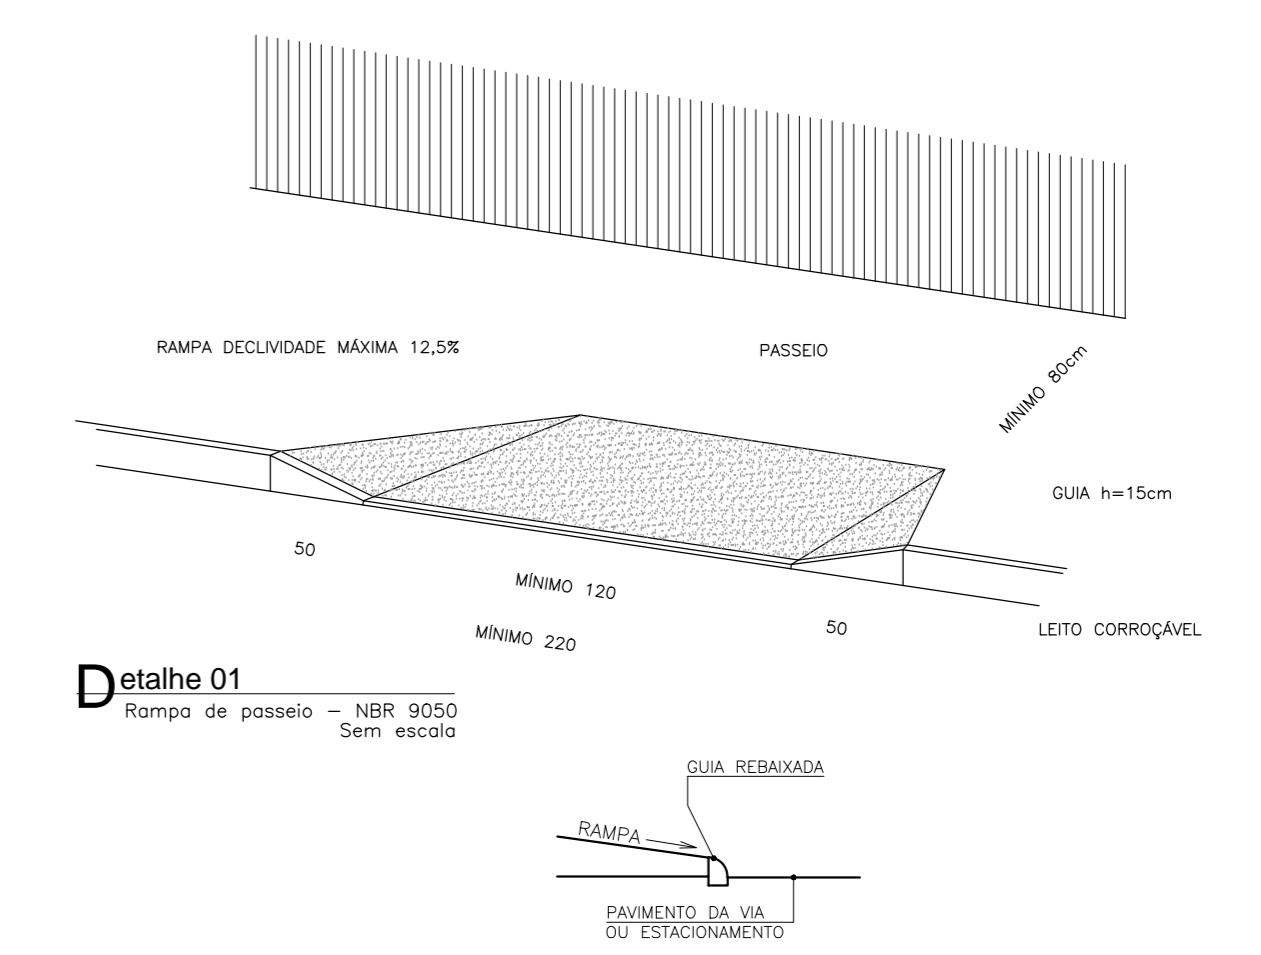 RAMPA DECLIVIDADE MÁXIMA 12,5%
PASSEIO
MÍNIMO 80cm
GUIA h=15cm
50
MÍNIMO 120
50
MÍNIMO 220
LEITO CORROÇÁVEL
Detalhe 01
Rampa de passeio – NBR 9050
Sem escala
GUIA REBAIXADA
RAMPA
PAVIMENTO DA VIA
OU ESTACIONAMENTO